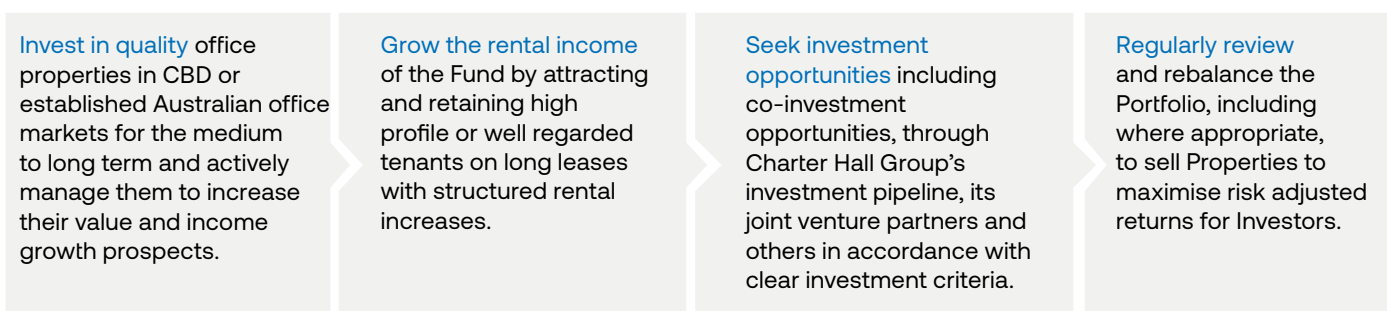 Invest in quality office
properties in CBD or
established Australian office
markets for the medium
to long term and actively
manage them to increase
their value and income
growth prospects.
Grow the rental income
of the Fund by attracting
and retaining high
profile or well regarded
tenants on long leases
with structured rental
increases.
Seek investment
opportunities including
co-investment
opportunities, through
Charter Hall Group’s
investment pipeline, its
joint venture partners and
others in accordance with
clear investment criteria.
Regularly review
and rebalance the
Portfolio, including
where appropriate,
to sell Properties to
maximise risk adjusted
returns for Investors.